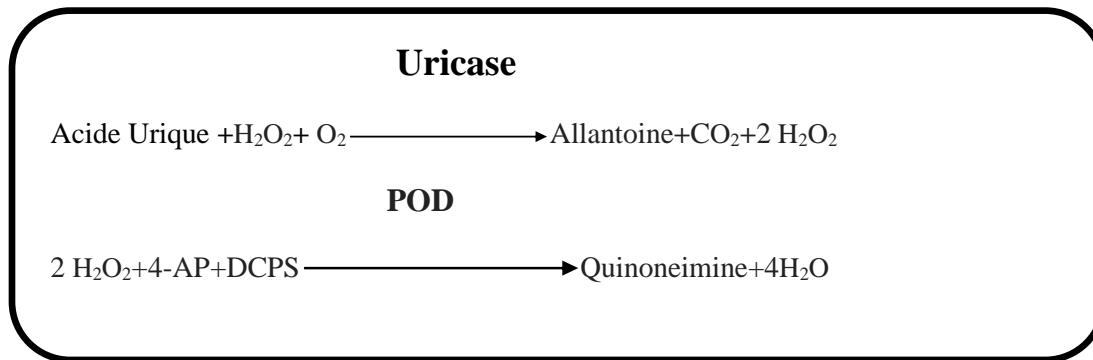 Uricase
Acide Urique +H₂O₂+ O₂ ⟶ Allantoine+CO₂+2 H₂O₂
POD
2 H₂O₂+4-AP+DCPS ⟶ Quinoneimine+4H₂O